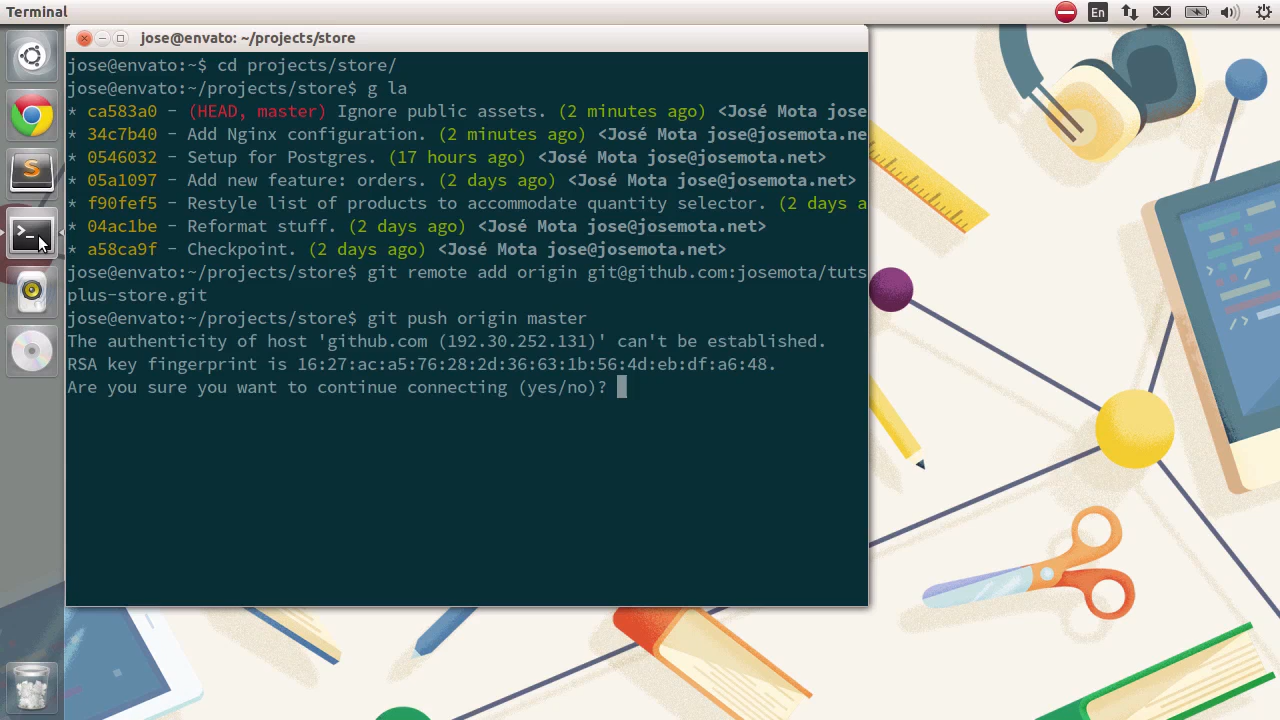 Terminal
En
jose@envato: ~/projects/store
jose@envato:~$ cd projects/store/
jose@envato:~/projects/store$ g la
* ca583a0 - (HEAD, master) Ignore public assets. (2 minutes ago) <José Mota jose
* 34c7b40 - Add Nginx configuration. (2 minutes ago) <José Mota jose@josemota.ne
* 0546032 - Setup for Postgres. (17 hours ago) <José Mota jose@josemota.net>
* 05a1097 - Add new feature: orders. (2 days ago) <José Mota jose@josemota.net>
* f90fef5 - Restyle list of products to accommodate quantity selector. (2 days a
* 04ac1be - Reformat stuff. (2 days ago) <José Mota jose@josemota.net>
* a58ca9f - Checkpoint. (2 days ago) <José Mota jose@josemota.net>
jose@envato:~/projects/store$ git remote add origin git@github.com:josemota/tuts
plus-store.git
jose@envato:~/projects/store$ git push origin master
The authenticity of host 'github.com (192.30.252.131)' can't be established.
RSA key fingerprint is 16:27:ac:a5:76:28:2d:36:63:1b:56:4d:eb:df:a6:48.
Are you sure you want to continue connecting (yes/no)?